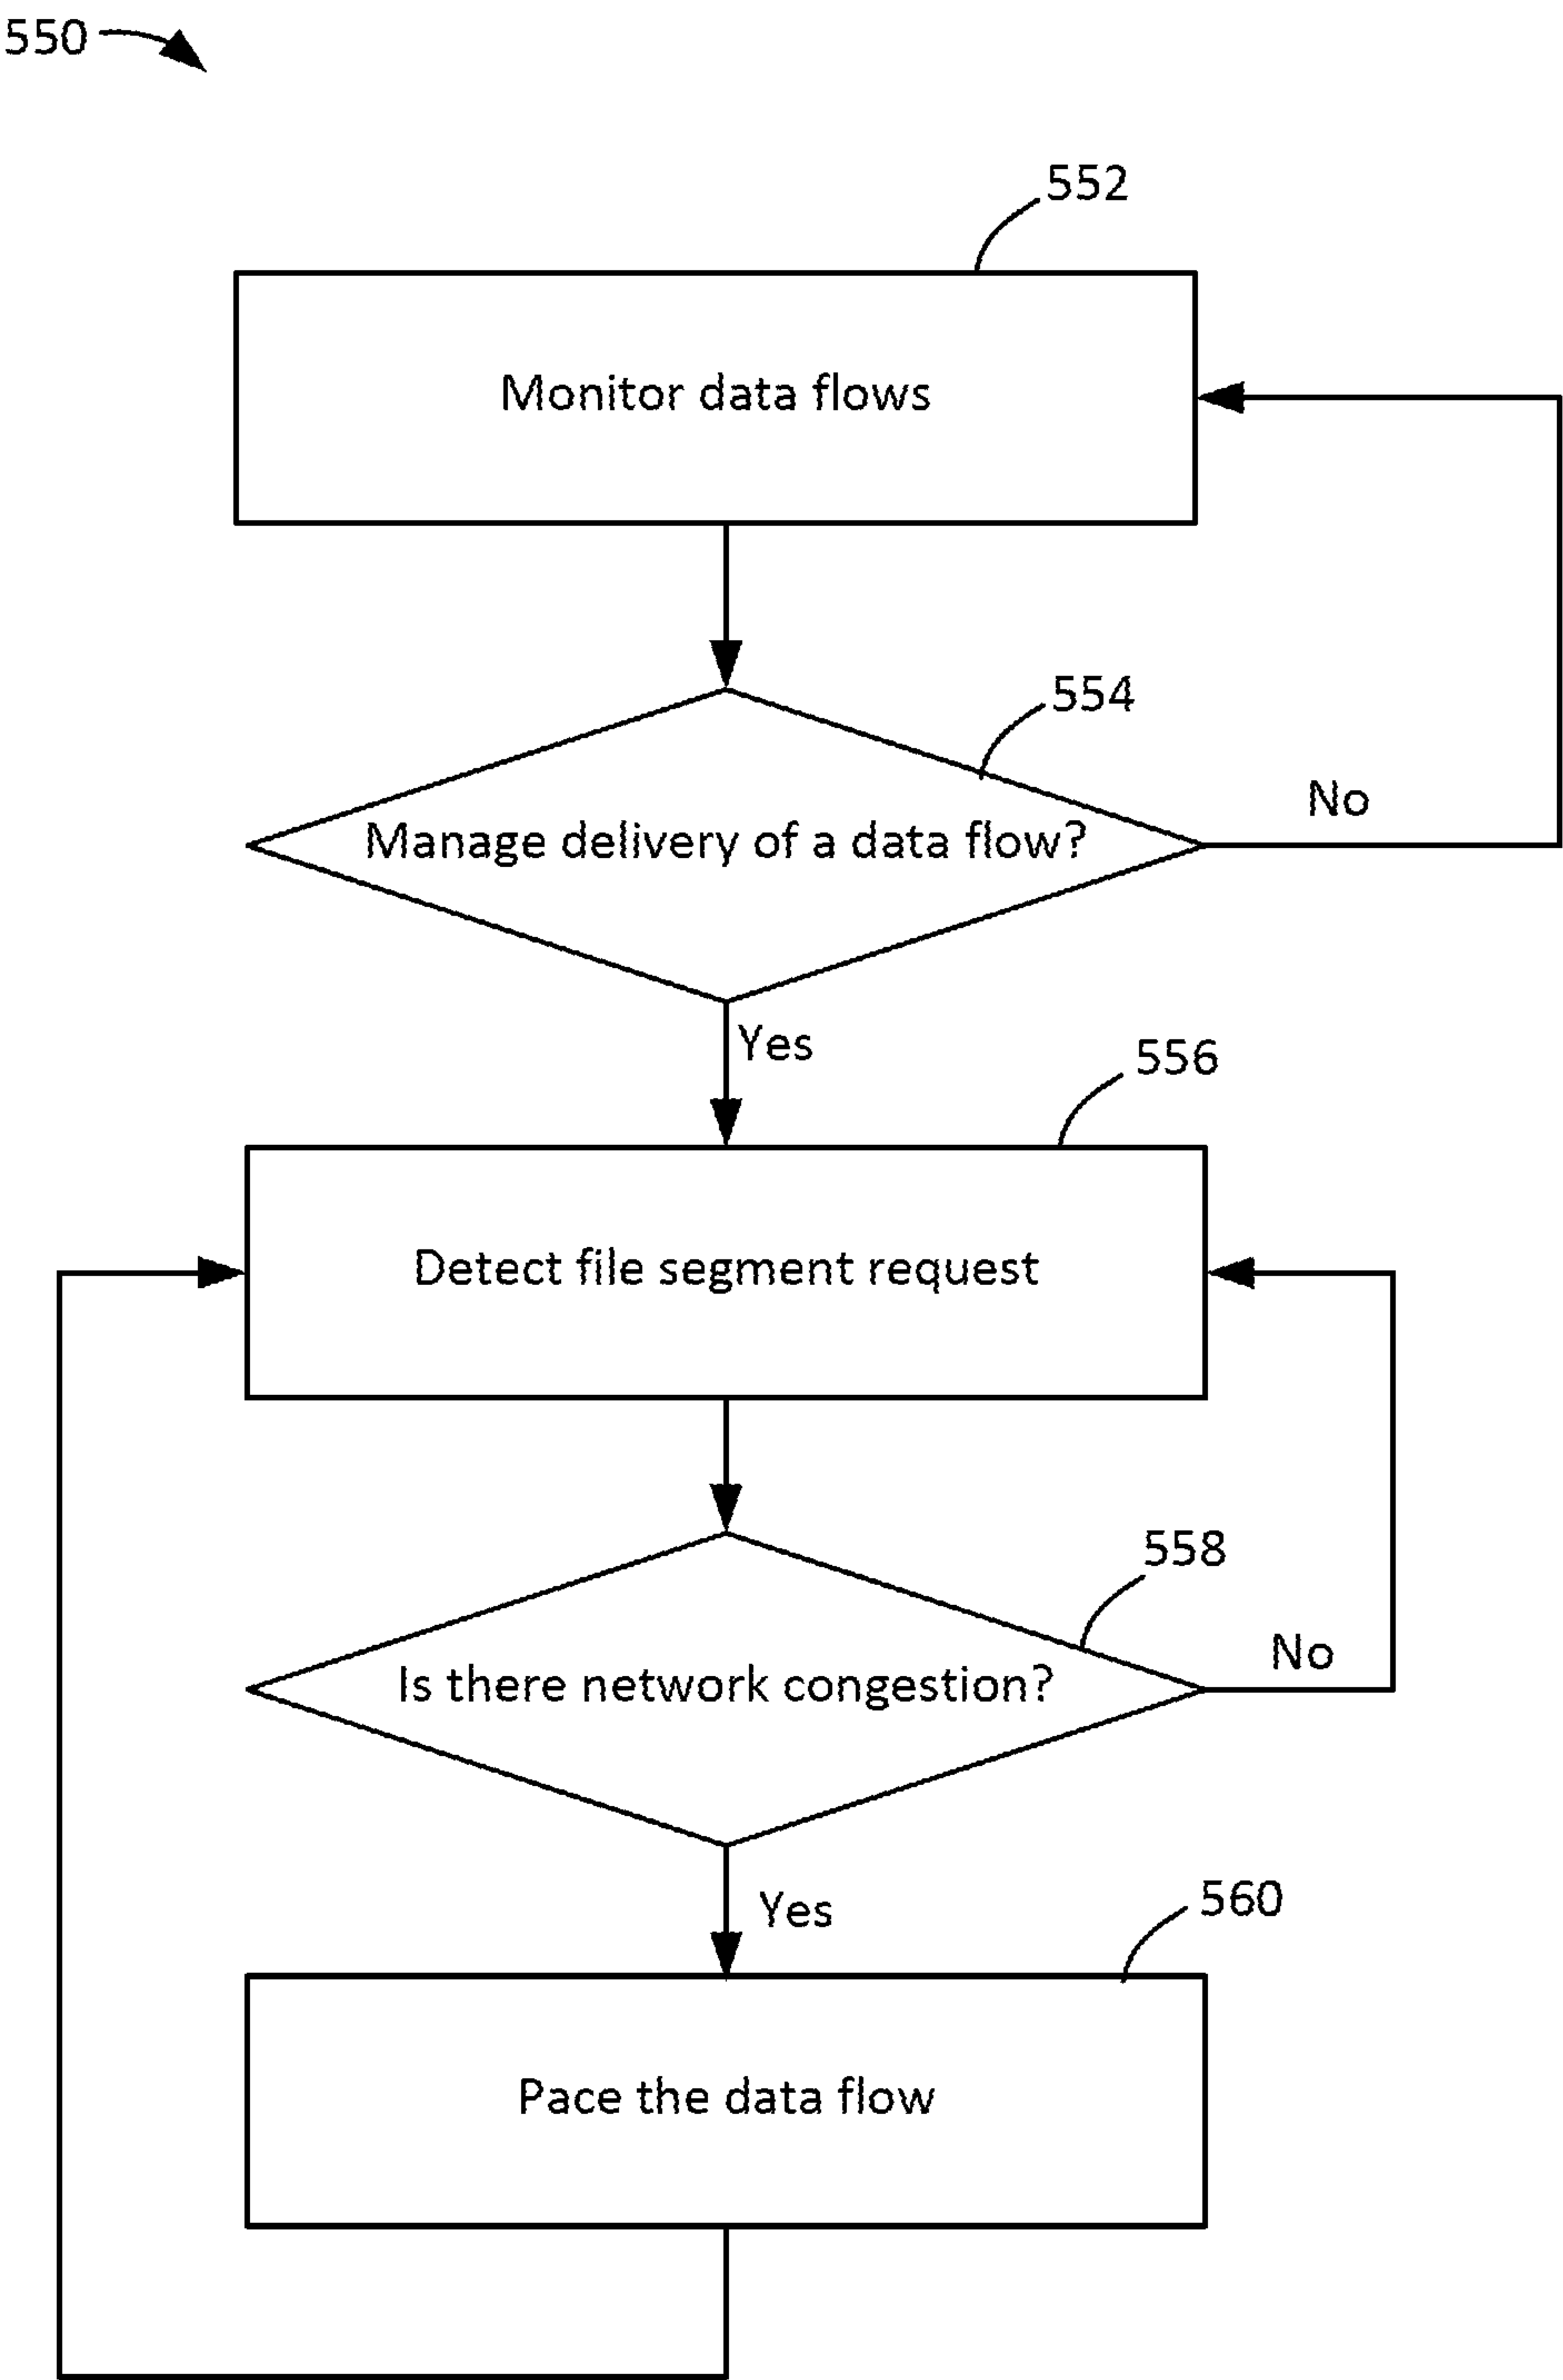 550
552
Monitor data flows
554
Manage delivery of a data flow?
No
Yes
556
Detect file segment request
558
Is there network congestion?
No
Yes
560
Pace the data flow